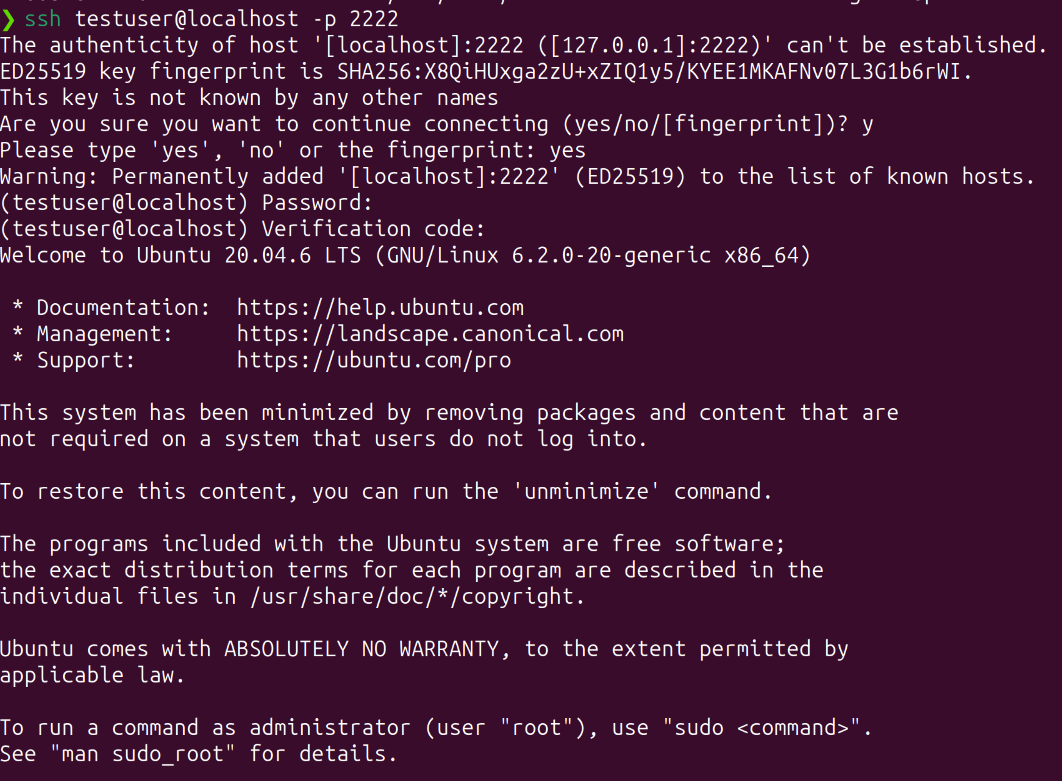 ❯ ssh testuser@localhost -p 2222
The authenticity of host '[localhost]:2222 ([127.0.0.1]:2222)' can't be established.
ED25519 key fingerprint is SHA256:X8QiHUxga2zU+xZIQ1y5/KYEE1MKAFNv07L3G1b6rWI.
This key is not known by any other names
Are you sure you want to continue connecting (yes/no/[fingerprint])? y
Please type 'yes', 'no' or the fingerprint: yes
Warning: Permanently added '[localhost]:2222' (ED25519) to the list of known hosts.
(testuser@localhost) Password:
(testuser@localhost) Verification code:
Welcome to Ubuntu 20.04.6 LTS (GNU/Linux 6.2.0-20-generic x86_64)

 * Documentation:  https://help.ubuntu.com
 * Management:     https://landscape.canonical.com
 * Support:        https://ubuntu.com/pro

This system has been minimized by removing packages and content that are
not required on a system that users do not log into.

To restore this content, you can run the 'unminimize' command.

The programs included with the Ubuntu system are free software;
the exact distribution terms for each program are described in the
individual files in /usr/share/doc/*/copyright.

Ubuntu comes with ABSOLUTELY NO WARRANTY, to the extent permitted by
applicable law.

To run a command as administrator (user "root"), use "sudo <command>".
See "man sudo_root" for details.